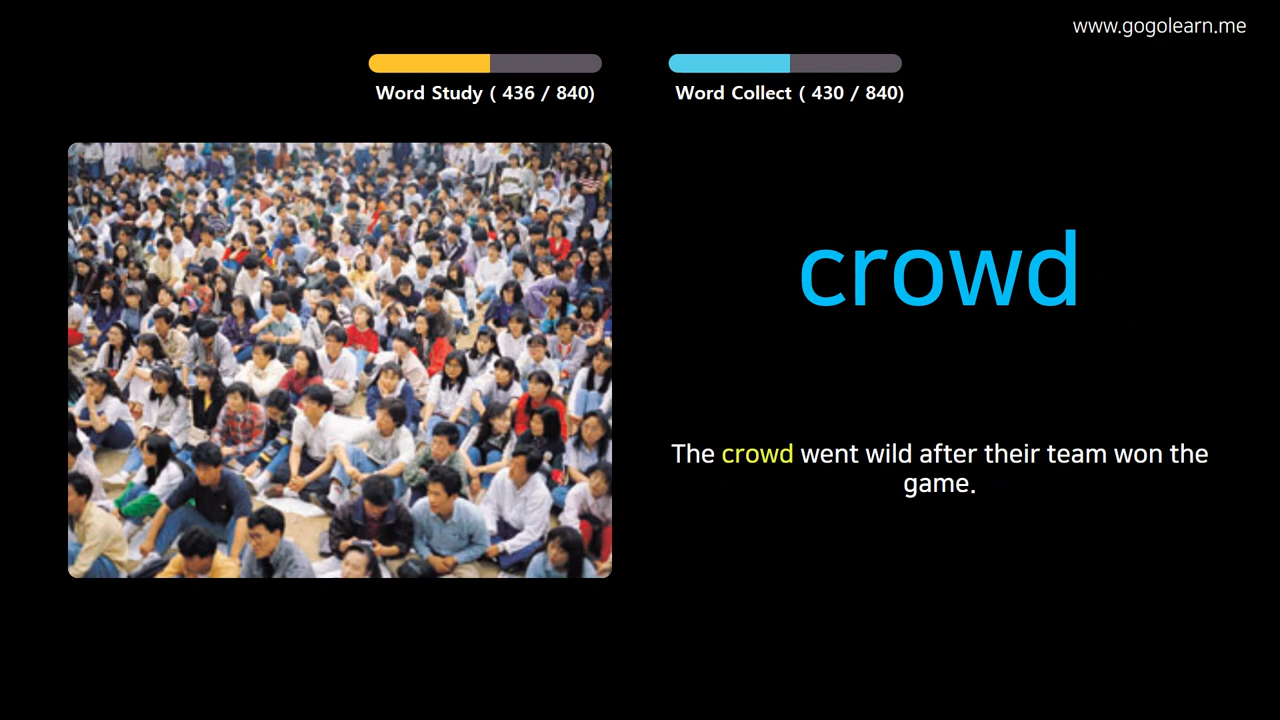 www.gogolearn.me
Word Study ( 436 / 840)
Word Collect ( 430 / 840)
crowd
The crowd went wild after their team won the
game.